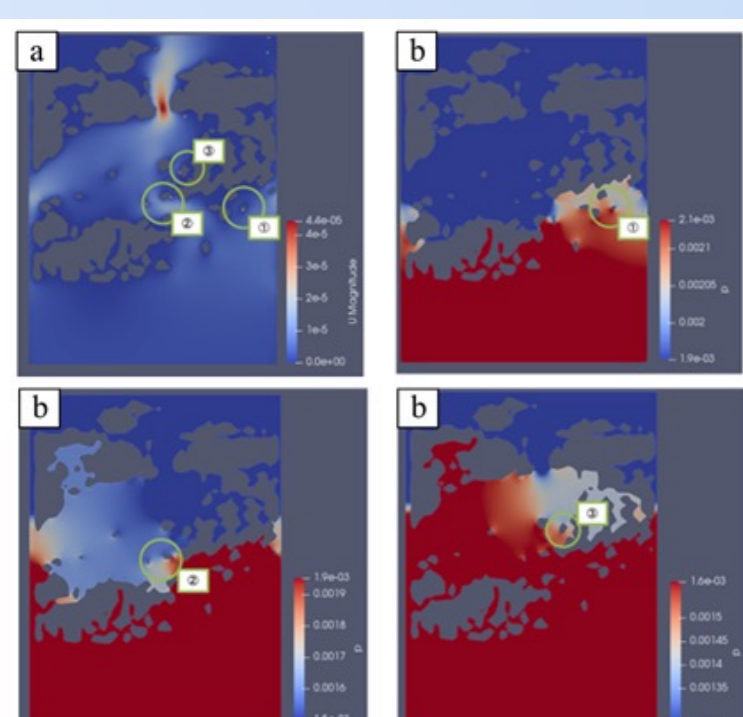 a
③
②
①
4.4e-05
4e-5
3e-5
2e-5
1e-5
0.0e+00
U Magnitude
b
①
2.1e-03
0.0021
0.00205
0.002
1.9e-03
p
b
②
1.9e-03
0.0019
0.0018
0.0017
0.0016
p
b
③
1.6e-03
0.0015
0.00145
0.0014
0.00135
p